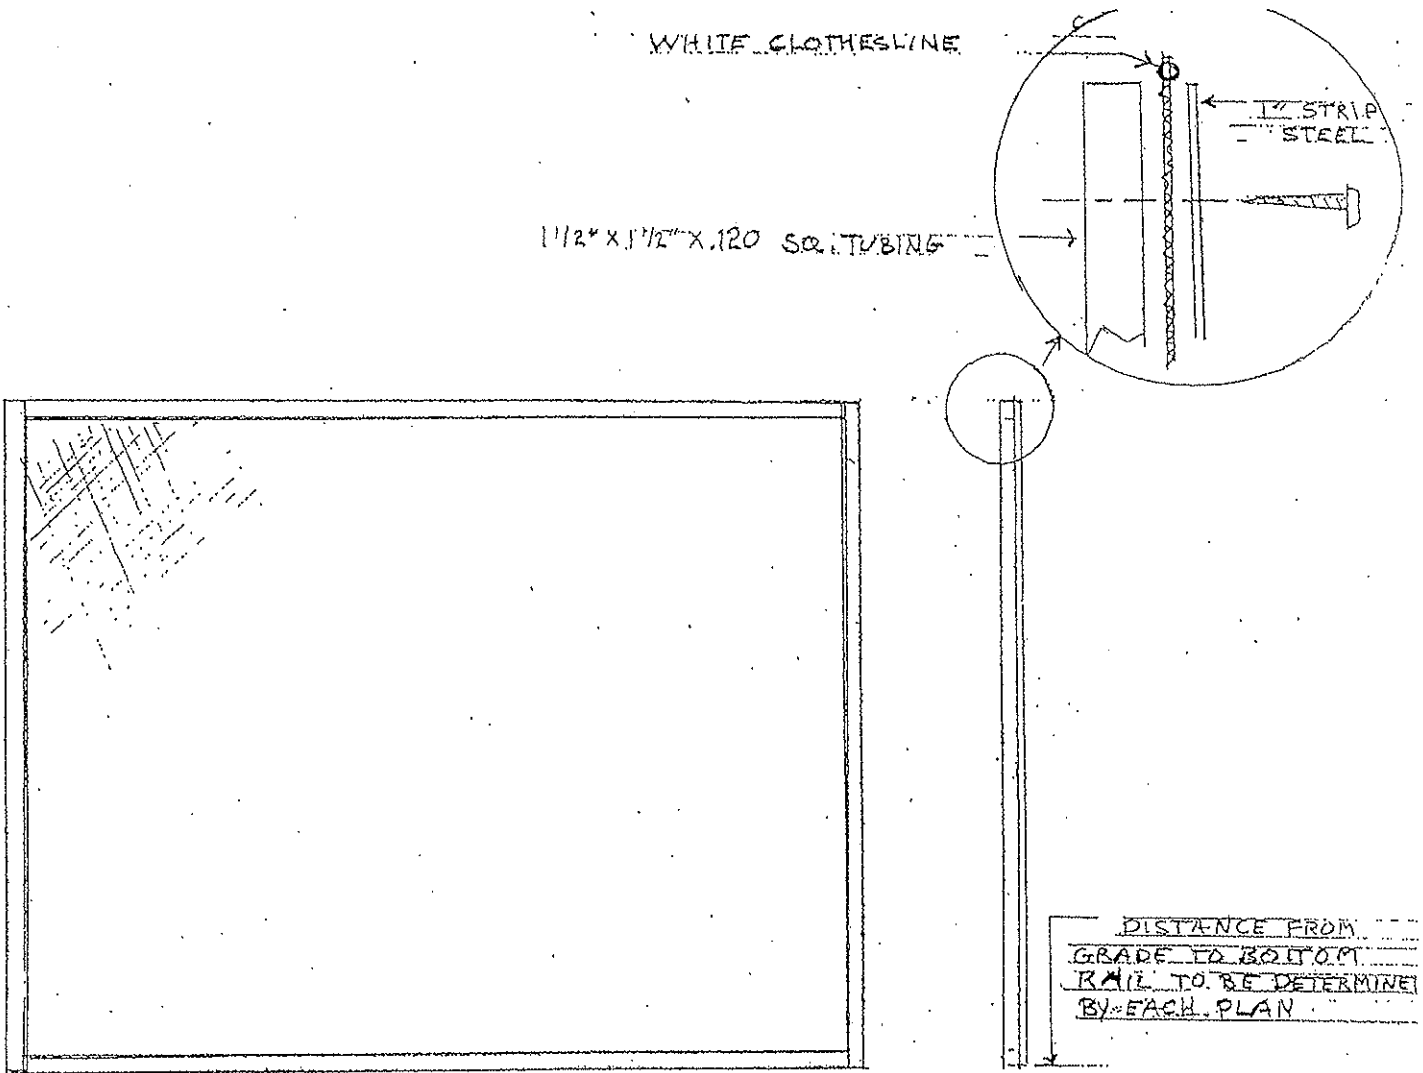 WHITE CLOTHESLINE
1" STRIP
STEEL
1 1/2" X 1 1/2" X .120 SQ. TUBING
DISTANCE FROM
GRADE TO BOTTOM
RAIL TO BE DETERMINE
BY EACH PLAN